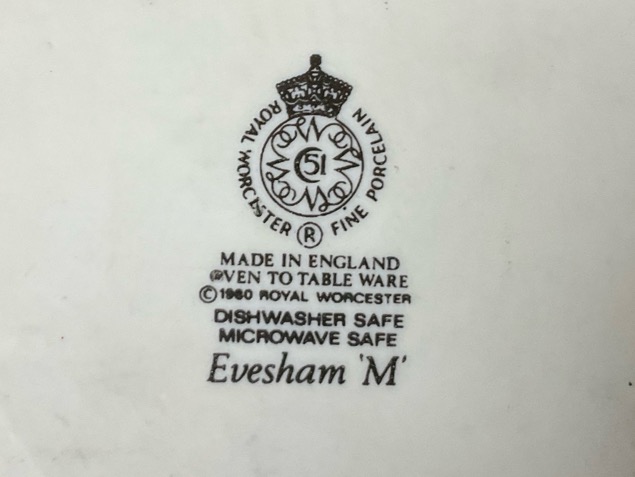 ROYAL WORCESTER
FINE PORCELAIN
51
®
MADE IN ENGLAND
OVEN TO TABLE WARE
© 1960 ROYAL WORCESTER
DISHWASHER SAFE
MICROWAVE SAFE
Evesham 'M'